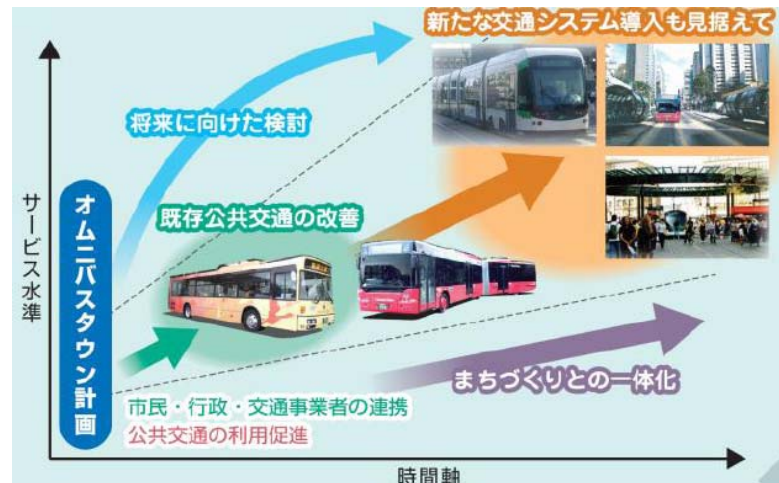 新たな交通システム導入も見据えて
将来に向けた検討
サービス水準
オムニバスタウン計画
既存公共交通の改善
まちづくりとの一体化
市民・行政・交通事業者の連携
公共交通の利用促進
時間軸